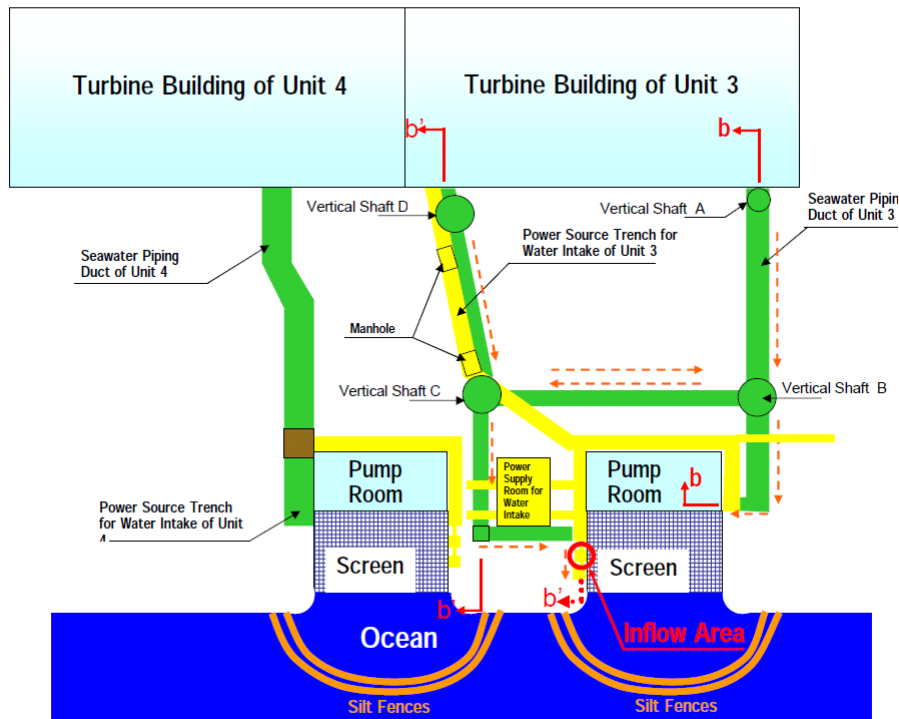 Turbine Building of Unit 4
Turbine Building of Unit 3
b’
b
Vertical Shaft D
Vertical Shaft A
Seawater Piping
Duct of Unit 3
Power Source Trench for
Water Intake of Unit 3
Seawater Piping
Duct of Unit 4
Manhole
Vertical Shaft C
Vertical Shaft B
Pump
Room
Power
Supply
Room for
Water
Intake
Pump
Room
b
Power Source Trench
for Water Intake of Unit
4
Screen
Screen
b’
b’
Ocean
Inflow Area
Silt Fences
Silt Fences